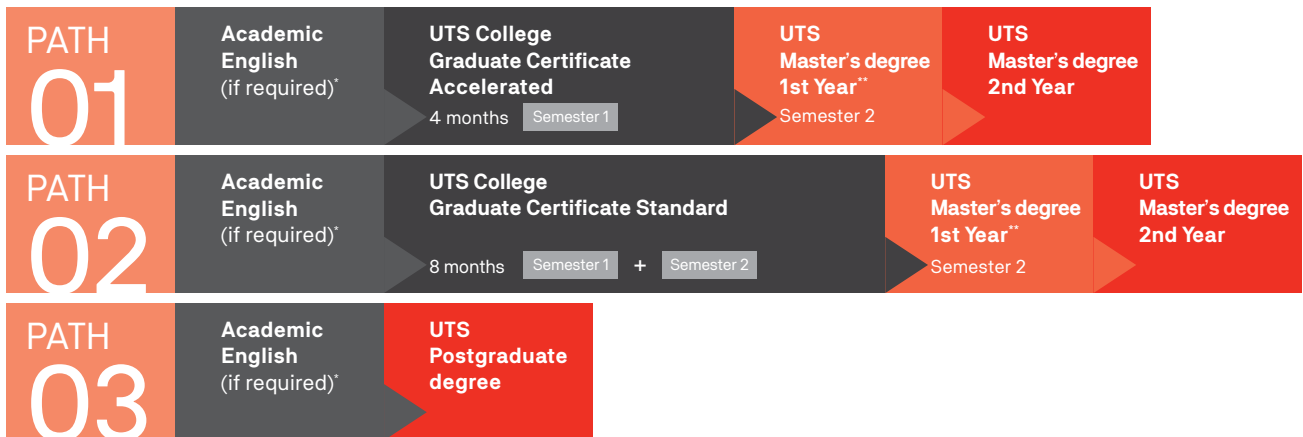 PATH
01
Academic
English
(if required)*
UTS College
Graduate Certificate
Accelerated
4 months Semester 1
UTS
Master’s degree
1st Year**
Semester 2
UTS
Master’s degree
2nd Year
PATH
02
Academic
English
(if required)*
UTS College
Graduate Certificate Standard
8 months Semester 1 + Semester 2
UTS
Master’s degree
1st Year**
Semester 2
UTS
Master’s degree
2nd Year
PATH
03
Academic
English
(if required)*
UTS
Postgraduate
degree